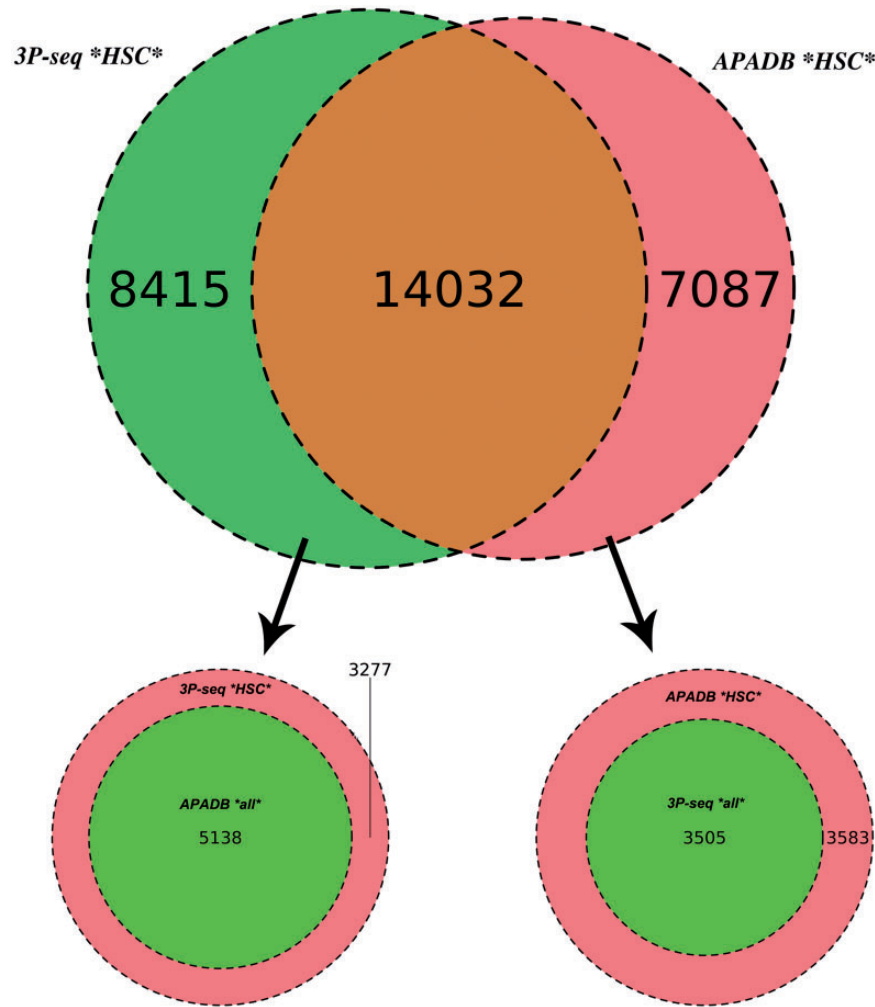 3P-seq *HSC*
APADB *HSC*
8415
14032
7087
3277
3P-seq *HSC*
APADB *all*
5138
APADB *HSC*
3P-seq *all*
3505
3583